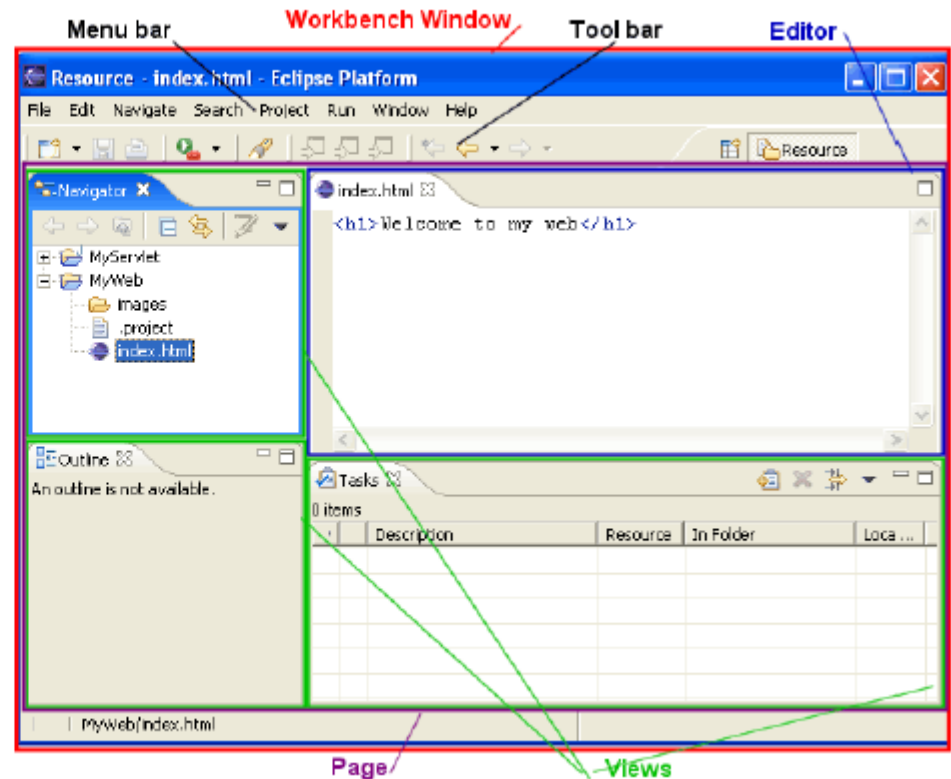 Menu bar Workbench Window Tool bar Editor
Resource - index.html - Eclipse Platform
File Edit Navigate Search Project Run Window Help
Resource
Navigator
index.html
<h1>Welcome to my web</h1>
MyServlet
MyWeb
images
.project
index.html
Outline
An outline is not available.
Tasks
0 items
Description Resource In Folder Loca ...
MyWeb/index.html
Page Views